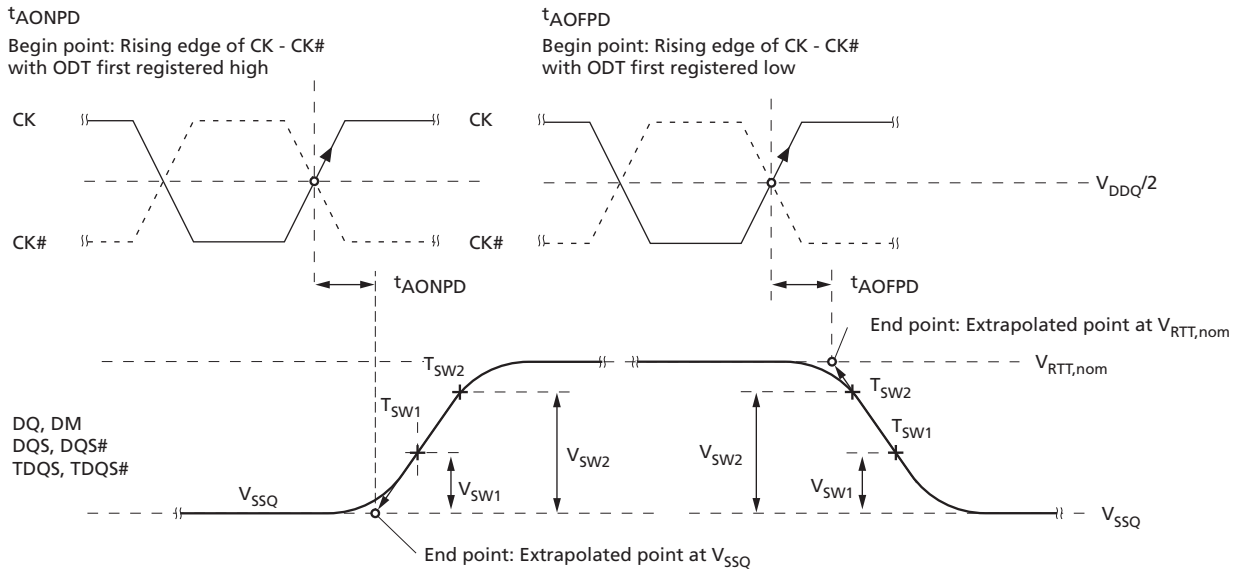 tAONPD
Begin point: Rising edge of CK - CK#
with ODT first registered high
tAOFPD
Begin point: Rising edge of CK - CK#
with ODT first registered low
CK
CK
VDDQ/2
CK#
CK#
tAONPD
tAOFPD
End point: Extrapolated point at VRTT,nom
TSW2
VRTT,nom
TSW2
TSW1
TSW1
DQ, DM
DQS, DQS#
TDQS, TDQS#
VSW2
VSW2
VSW1
VSW1
VSSQ
VSSQ
End point: Extrapolated point at VSSQ